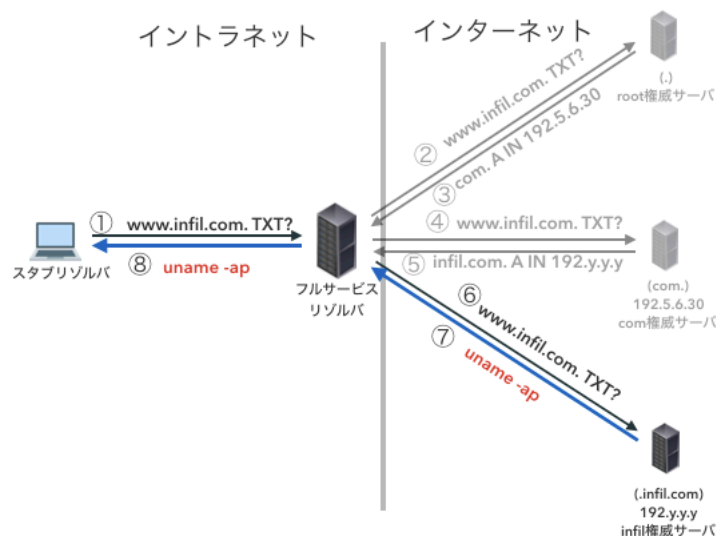 イントラネット
インターネット
(.)
root権威サーバ
② www.infil.com. TXT?
③ com. A IN 192.5.6.30
① www.infil.com. TXT?
⑧ uname -ap
スタブリゾルバ
フルサービス
リゾルバ
④ www.infil.com. TXT?
⑤ infil.com. A IN 192.y.y.y
(com.)
192.5.6.30
com権威サーバ
⑥ www.infil.com. TXT?
⑦ uname -ap
(.infil.com)
192.y.y.y
infil権威サーバ